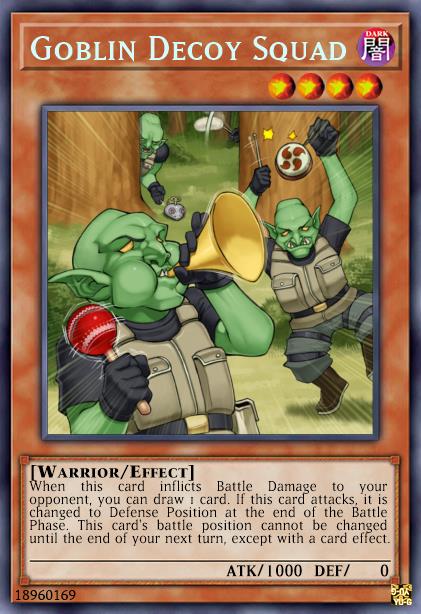 Goblin Decoy Squad
DARK
闇
[Warrior/Effect]
When this card inflicts Battle Damage to your
opponent, you can draw 1 card. If this card attacks, it is
changed to Defense Position at the end of the Battle
Phase. This card's battle position cannot be changed
until the end of your next turn, except with a card effect.
ATK/1000 DEF/ 0
18960169